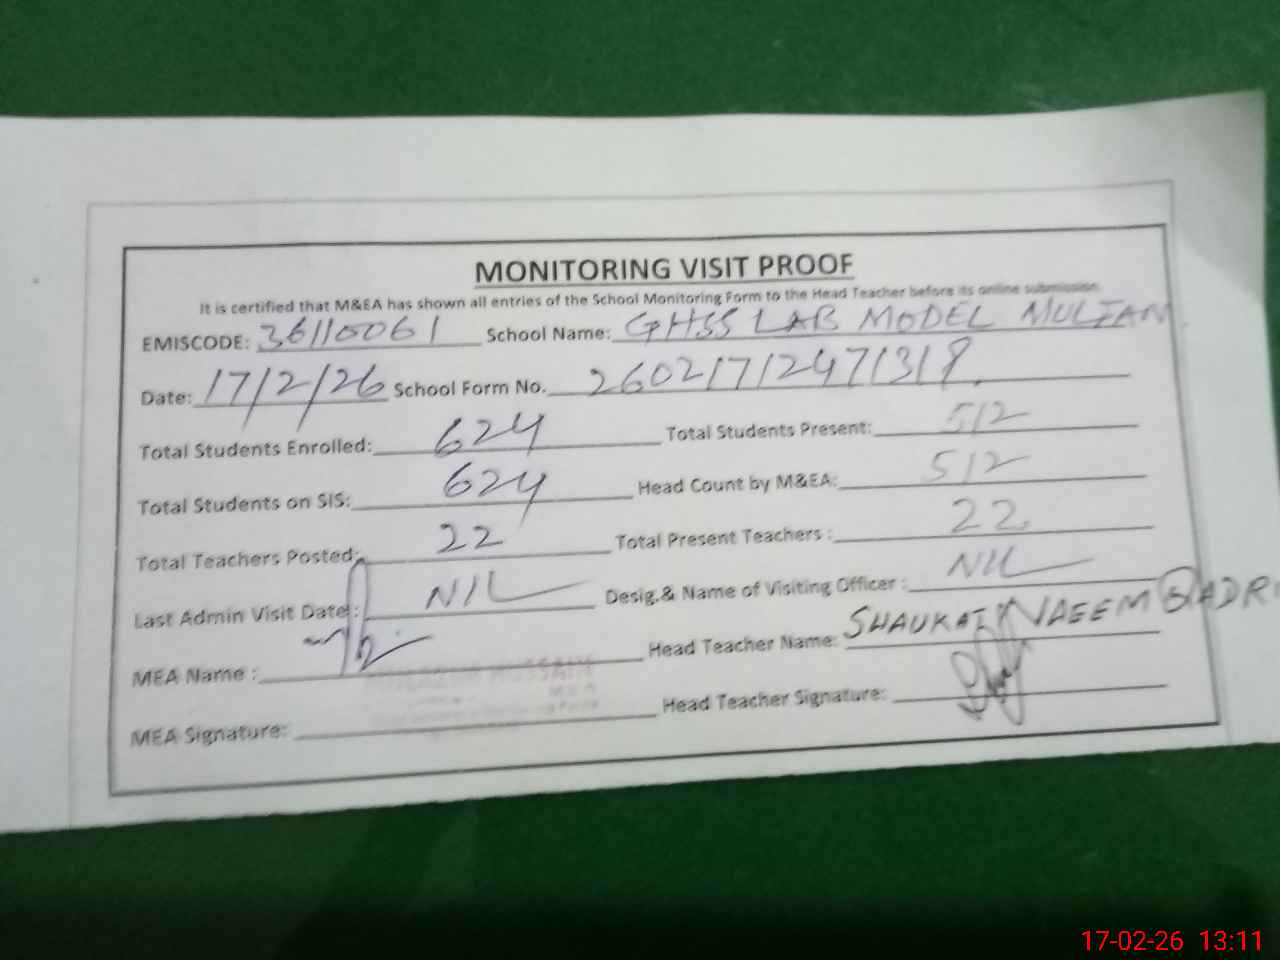 MONITORING VISIT PROOF
It is certified that M&EA has shown all entries of the School Monitoring Form to the Head Teacher before its online submission
EMISCODE: 36110061 School Name: GHSS LAB MODEL MULTAN
Date: 17/2/26 School Form No. 26021712471318
Total Students Enrolled: 624 Total Students Present: 512
Total Students on SIS: 624 Head Count by M&EA: 512
Total Teachers Posted: 22 Total Present Teachers : 22
Last Admin Visit Date : NIL Desig.& Name of Visiting Officer : NIL
MEA Name : Head Teacher Name: SHAUKAT NAEEM QADRI
HUSSAIN
MEA
MEA Signature: Head Teacher Signature:
17-02-26 13:11